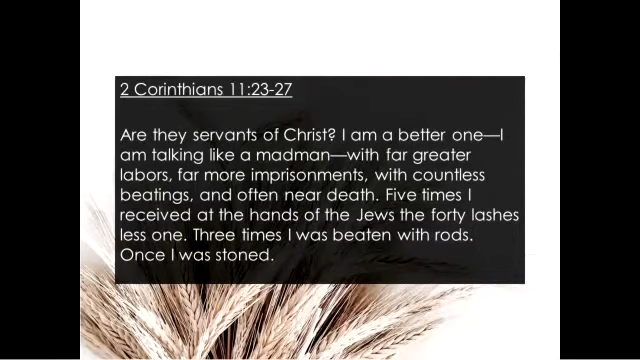 2 Corinthians 11:23-27
Are they servants of Christ? I am a better one—I
am talking like a madman—with far greater
labors, far more imprisonments, with countless
beatings, and often near death. Five times I
received at the hands of the Jews the forty lashes
less one. Three times I was beaten with rods.
Once I was stoned.